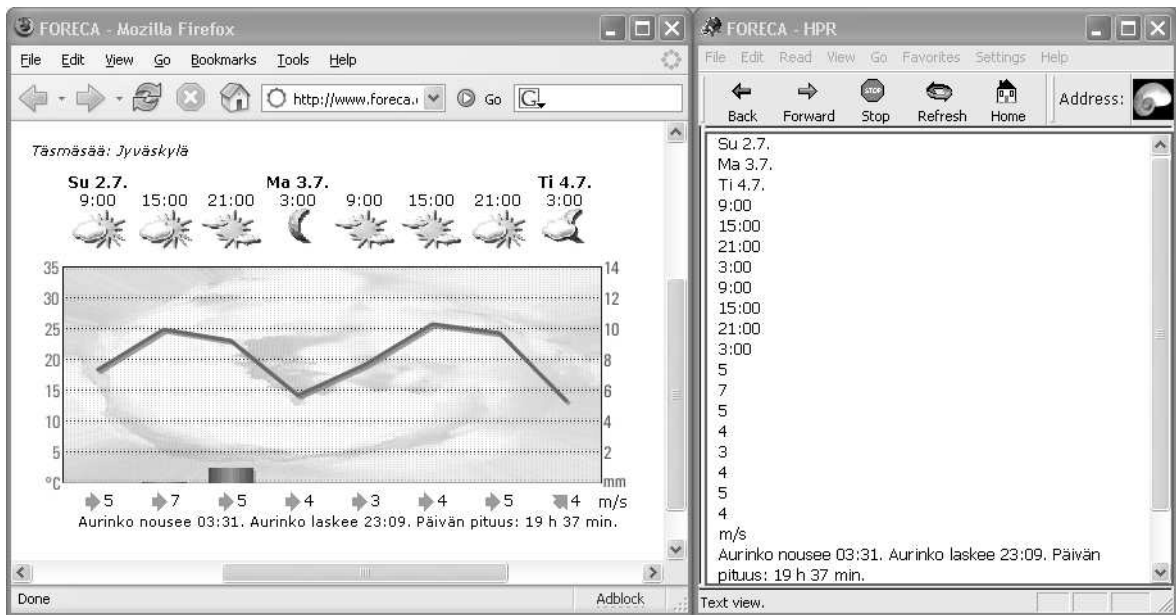 FORECA - Mozilla Firefox
File Edit View Go Bookmarks Tools Help
http://www.foreca. Go G
Täsmäsää: Jyväskylä
Su 2.7. Ma 3.7. Ti 4.7.
9:00 15:00 21:00 3:00 9:00 15:00 21:00 3:00
35 14
30 12
25 10
20 8
15 6
10 4
5 2
°C mm
5 7 5 4 3 4 5 4 m/s
Aurinko nousee 03:31. Aurinko laskee 23:09. Päivän pituus: 19 h 37 min.
Done Adblock
FORECA - HPR
File Edit Read View Go Favorites Settings Help
STOP
Back Forward Stop Refresh Home Address:
Su 2.7.
Ma 3.7.
Ti 4.7.
9:00
15:00
21:00
3:00
9:00
15:00
21:00
3:00
5
7
5
4
3
4
5
4
m/s
Aurinko nousee 03:31. Aurinko laskee 23:09. Päivän
pituus: 19 h 37 min.
Text view.